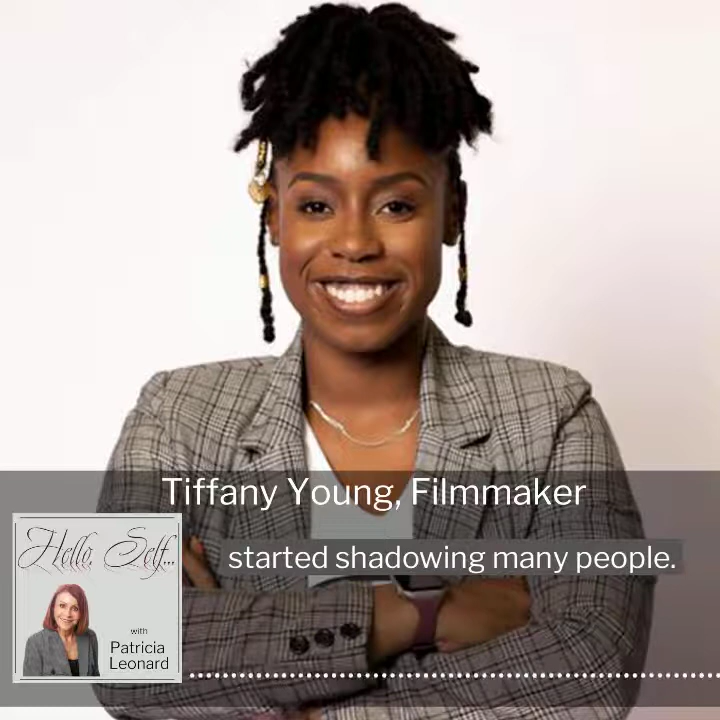 Tiffany Young, Filmmaker
started shadowing many people.
Hello, Self...
with
Patricia
Leonard